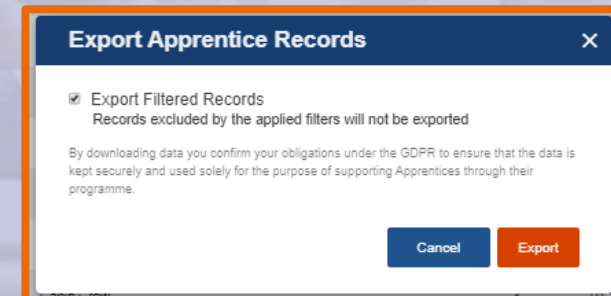 Export Apprentice Records
Export Filtered Records
Records excluded by the applied filters will not be exported
By downloading data you confirm your obligations under the GDPR to ensure that the data is
kept securely and used solely for the purpose of supporting Apprentices through their
programme.
Cancel Export